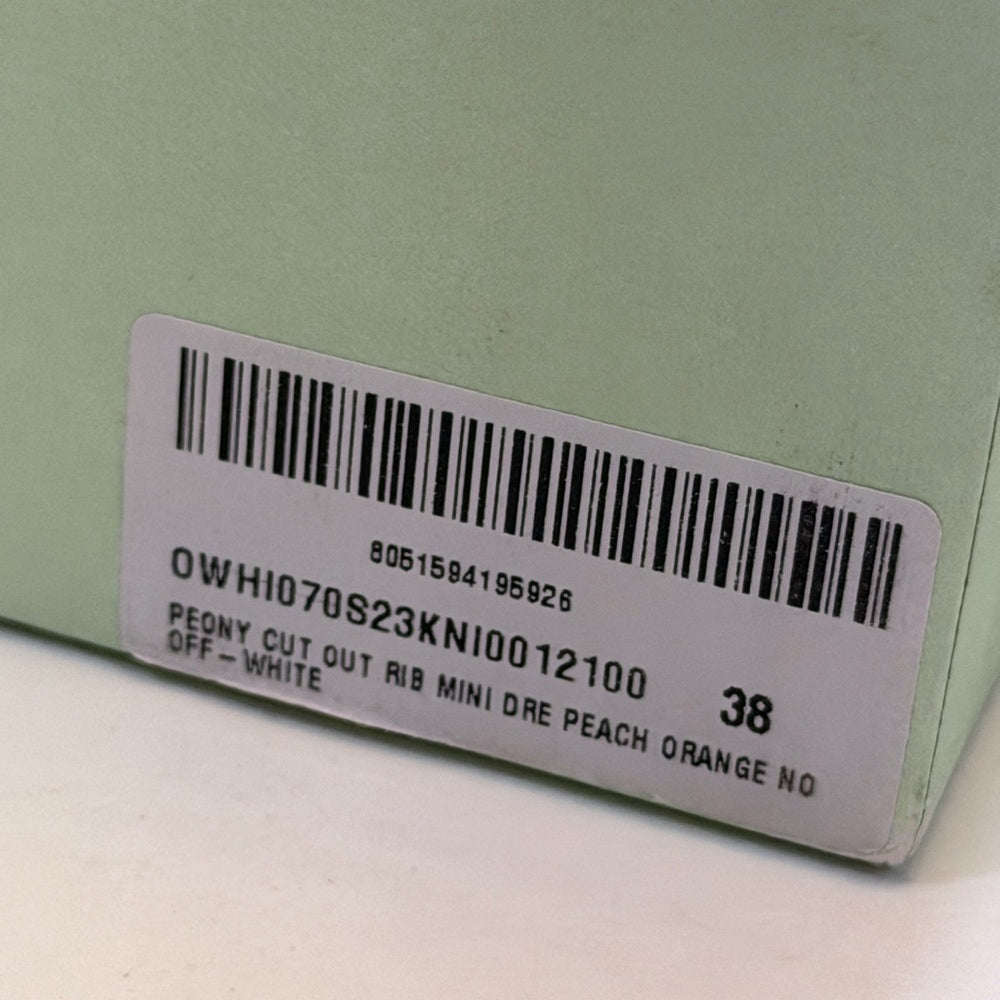 8051594195926
OWHI070S23KNI0012100 38
PEONY CUT OUT RIB MINI DRE PEACH ORANGE NO
OFF-WHITE